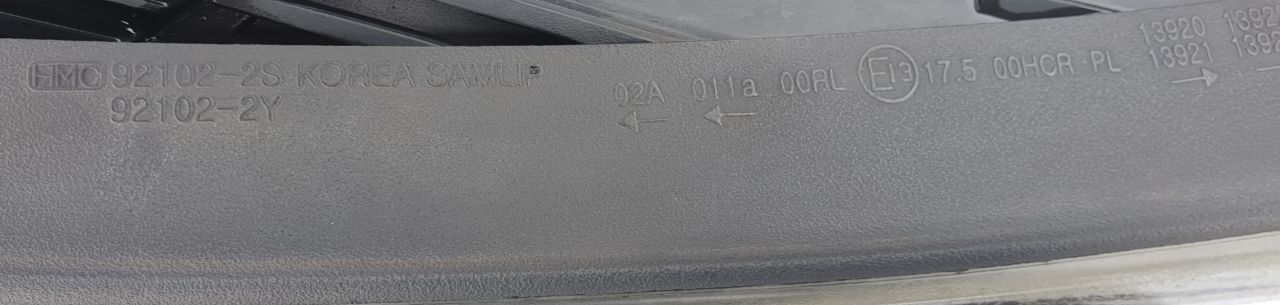 HMC 92102-2S KOREA SAMLIP
92102-2Y
02A 011a 00RL E13 17.5 00HCR PL
← ←
13920
13921 →